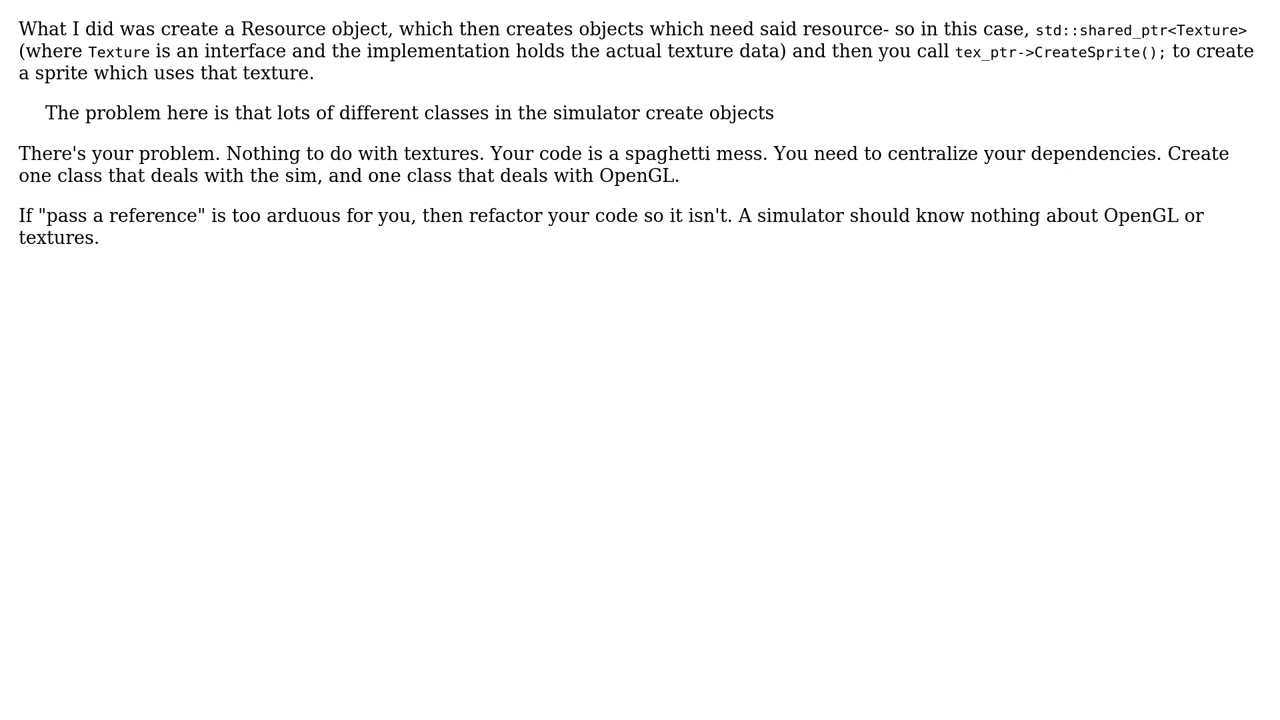 What I did was create a Resource object, which then creates objects which need said resource- so in this case, std::shared_ptr<Texture>
(where Texture is an interface and the implementation holds the actual texture data) and then you call tex_ptr->CreateSprite(); to create
a sprite which uses that texture.
The problem here is that lots of different classes in the simulator create objects
There's your problem. Nothing to do with textures. Your code is a spaghetti mess. You need to centralize your dependencies. Create
one class that deals with the sim, and one class that deals with OpenGL.
If "pass a reference" is too arduous for you, then refactor your code so it isn't. A simulator should know nothing about OpenGL or
textures.